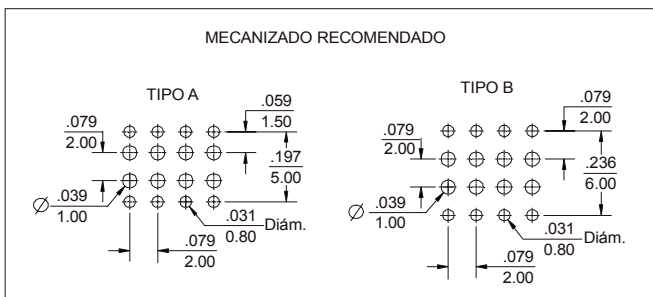 MECANIZADO RECOMENDADO
TIPO A
.079
2.00
.059
1.50
.197
5.00
Ø .039
1.00
.031
0.80 Diám.
.079
2.00
TIPO B
.079
2.00
.079
2.00
.236
6.00
Ø .039
1.00
.031
0.80 Diám.
.079
2.00